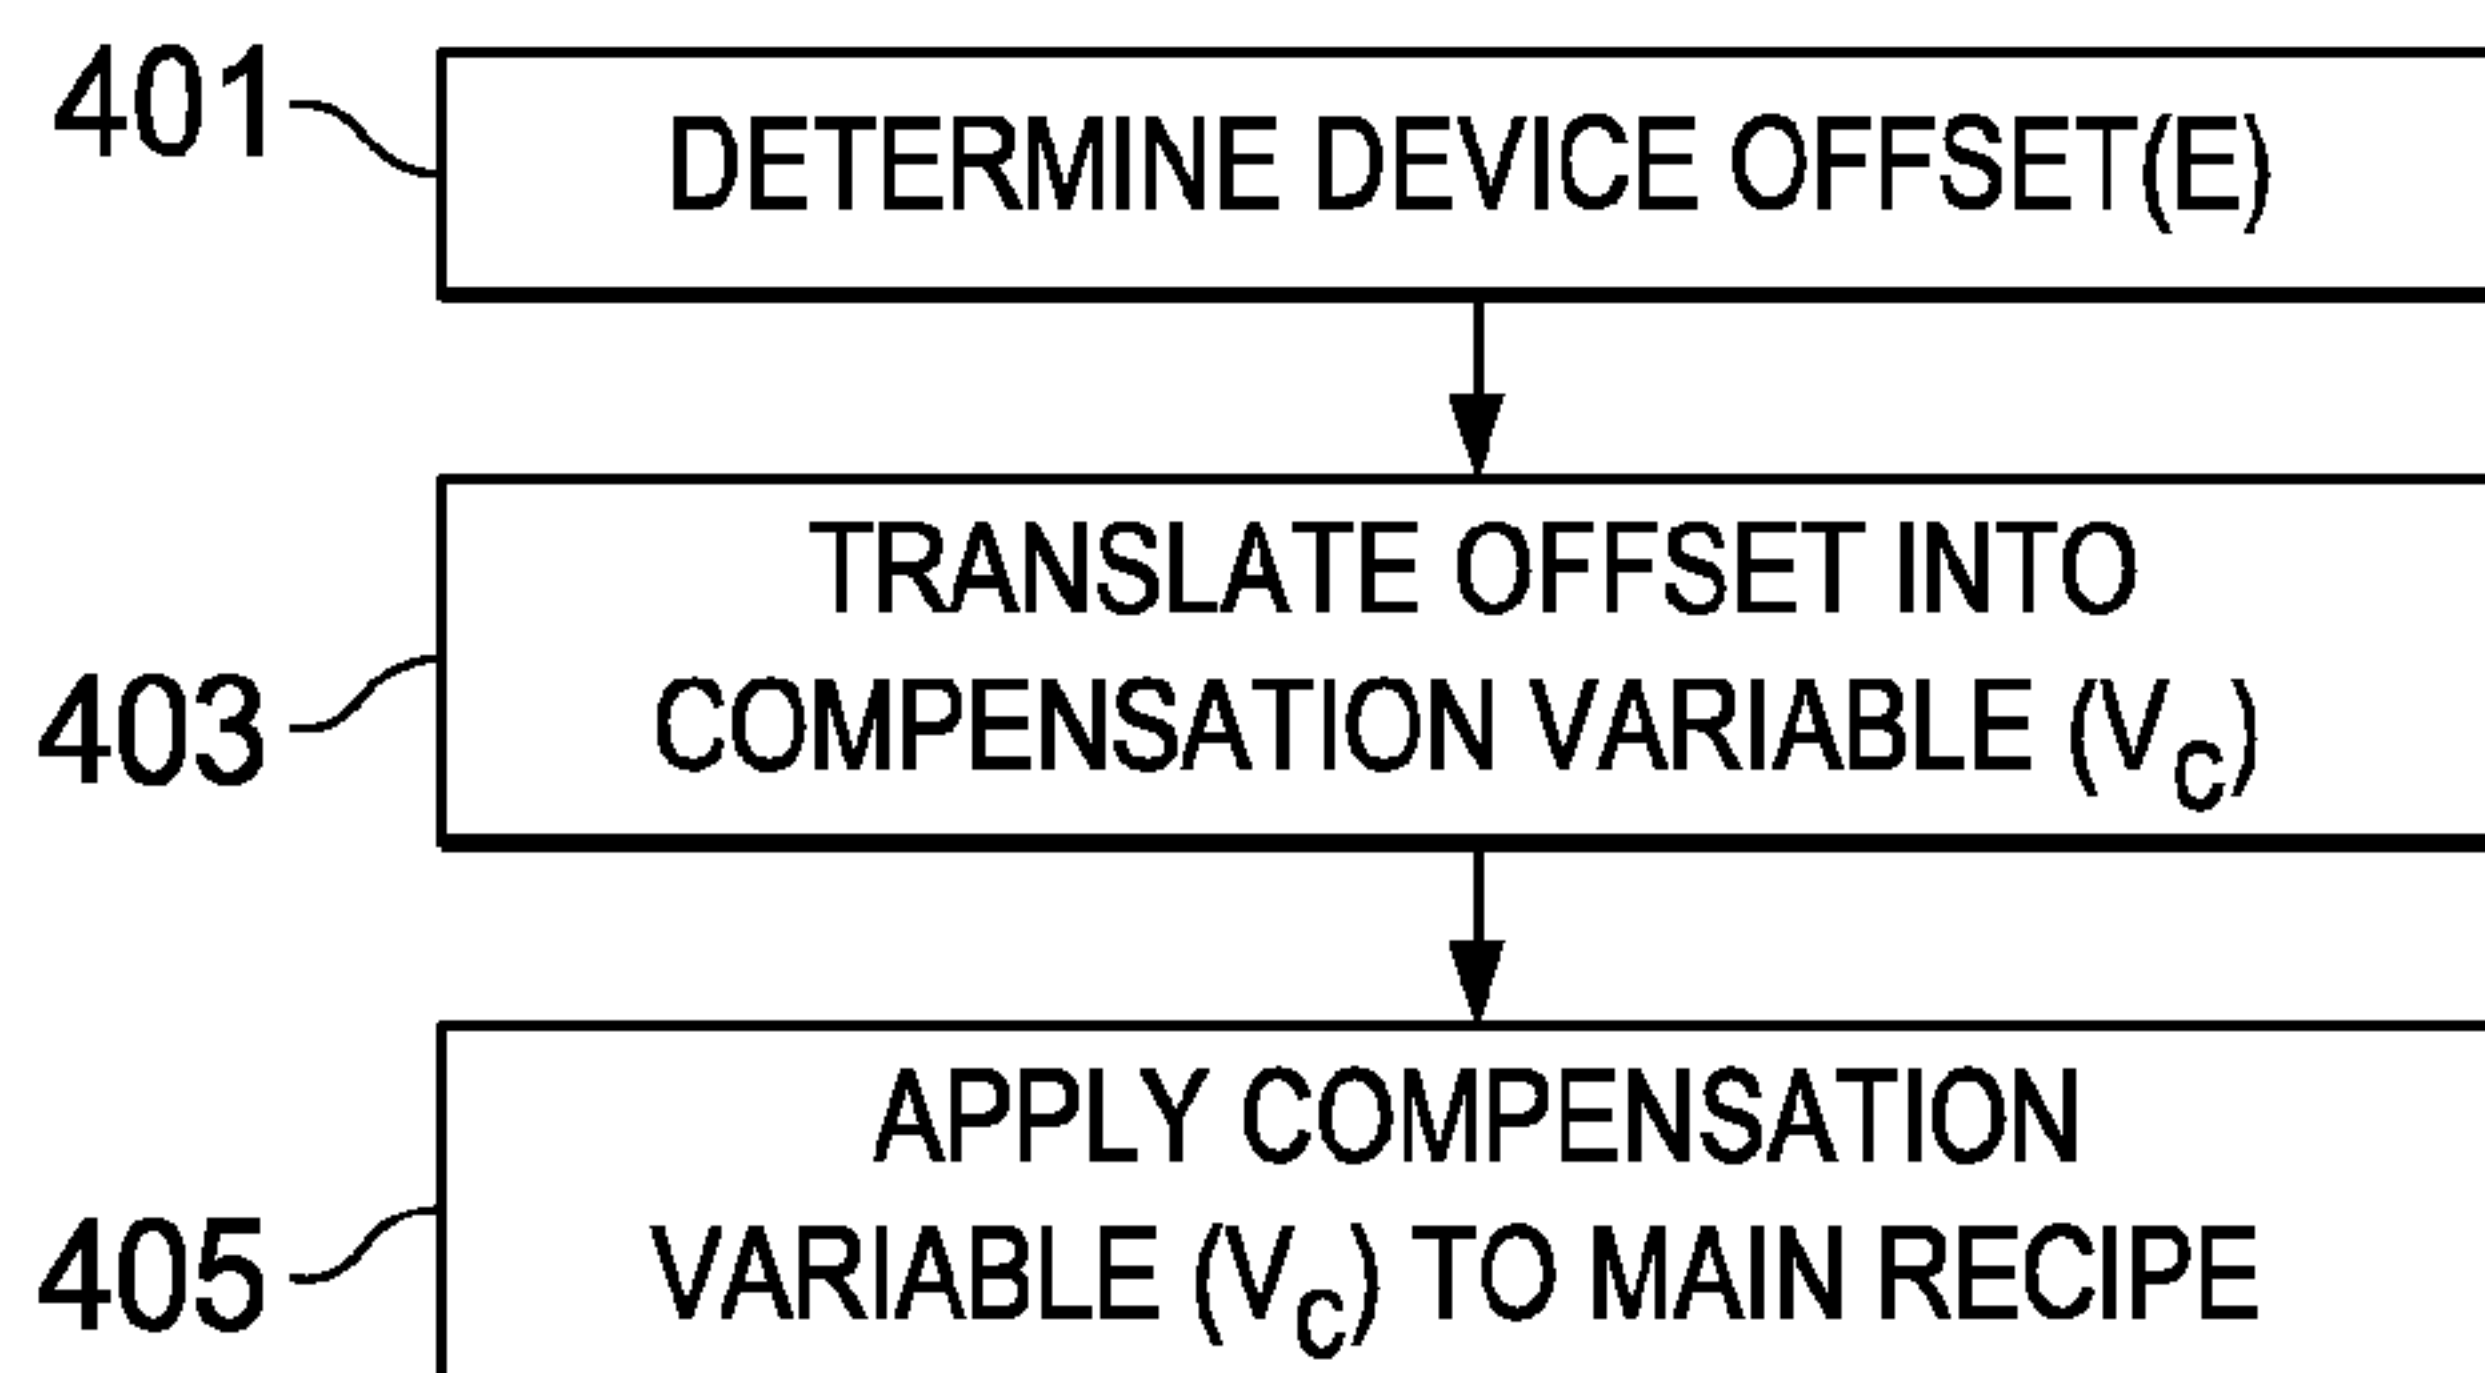 401
DETERMINE DEVICE OFFSET(E)
TRANSLATE OFFSET INTO
COMPENSATION VARIABLE (VC)
403
APPLY COMPENSATION
VARIABLE (VC) TO MAIN RECIPE
405